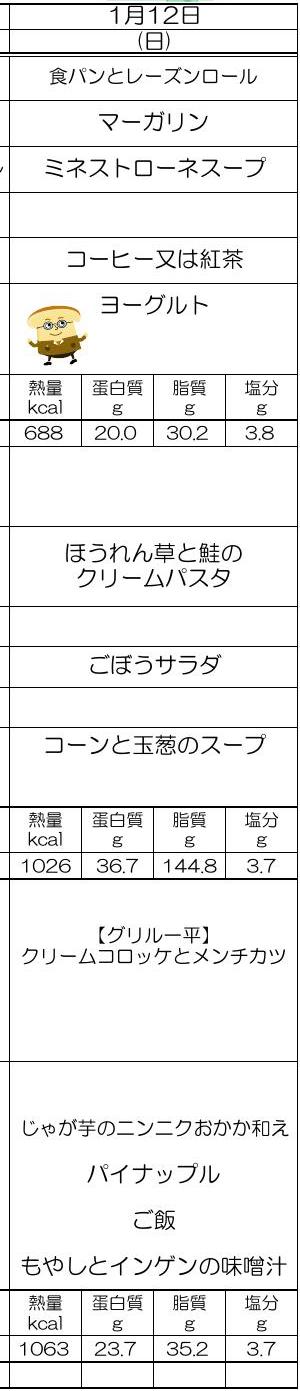 1月12日
(日)
食パンとレーズンロール
マーガリン
ミネストローネスープ
コーヒー又は紅茶
ヨーグルト
熱量 蛋白質 脂質 塩分
kcal g g g
688 20.0 30.2 3.8
ほうれん草と鮭の
クリームパスタ
ごぼうサラダ
コーンと玉葱のスープ
熱量 蛋白質 脂質 塩分
kcal g g g
1026 36.7 144.8 3.7
【グリル一平】
クリームコロッケとメンチカツ
じゃが芋のニンニクおかか和え
パイナップル
ご飯
もやしとインゲンの味噌汁
熱量 蛋白質 脂質 塩分
kcal g g g
1063 23.7 35.2 3.7